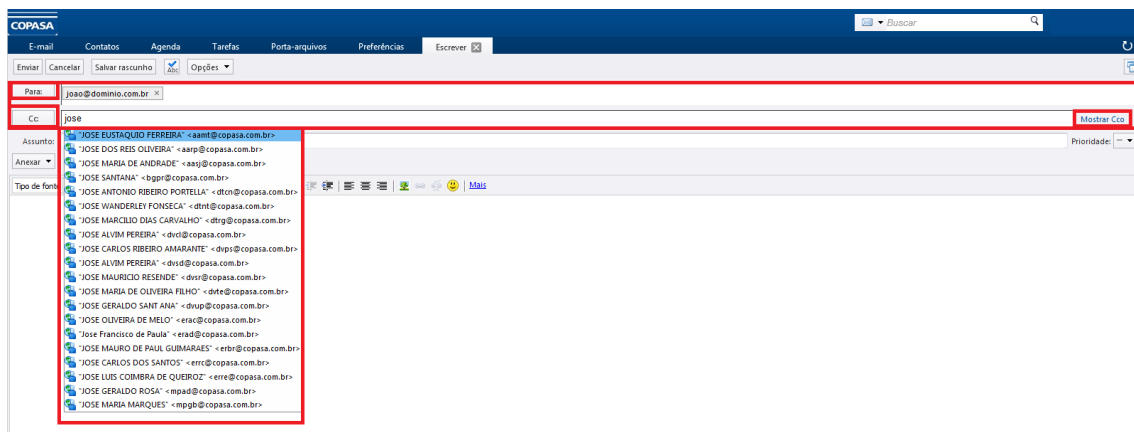 COPASA
Buscar
E-mail Contatos Agenda Tarefas Porta-arquivos Preferências Escrever
Enviar Cancelar Salvar rascunho Abc Opções
Para: joao@dominio.com.br ×
Cc: jose Mostrar Cco
Assunto: Prioridade:
Anexar
Tipo de font Mais
"JOSE EUSTAQUIO FERREIRA" <aamt@copasa.com.br>
"JOSE DOS REIS OLIVEIRA" <aarp@copasa.com.br>
"JOSE MARIA DE ANDRADE" <aasj@copasa.com.br>
"JOSE SANTANA" <bgpr@copasa.com.br>
"JOSE ANTONIO RIBEIRO PORTELLA" <dtcn@copasa.com.br>
"JOSE WANDERLEY FONSECA" <dtnt@copasa.com.br>
"JOSE MARCILIO DIAS CARVALHO" <dtrg@copasa.com.br>
"JOSE ALVIM PEREIRA" <dvcl@copasa.com.br>
"JOSE CARLOS RIBEIRO AMARANTE" <dvps@copasa.com.br>
"JOSE ALVIM PEREIRA" <dvsd@copasa.com.br>
"JOSE MAURICIO RESENDE" <dvsr@copasa.com.br>
"JOSE MARIA DE OLIVEIRA FILHO" <dvte@copasa.com.br>
"JOSE GERALDO SANT ANA" <dvup@copasa.com.br>
"JOSE OLIVEIRA DE MELO" <erac@copasa.com.br>
"Jose Francisco de Paula" <erad@copasa.com.br>
"JOSE MAURO DE PAUL GUIMARAES" <erbr@copasa.com.br>
"JOSE CARLOS DOS SANTOS" <errc@copasa.com.br>
"JOSE LUIS COIMBRA DE QUEIROZ" <erre@copasa.com.br>
"JOSE GERALDO ROSA" <mpad@copasa.com.br>
"JOSE MARIA MARQUES" <mpgb@copasa.com.br>